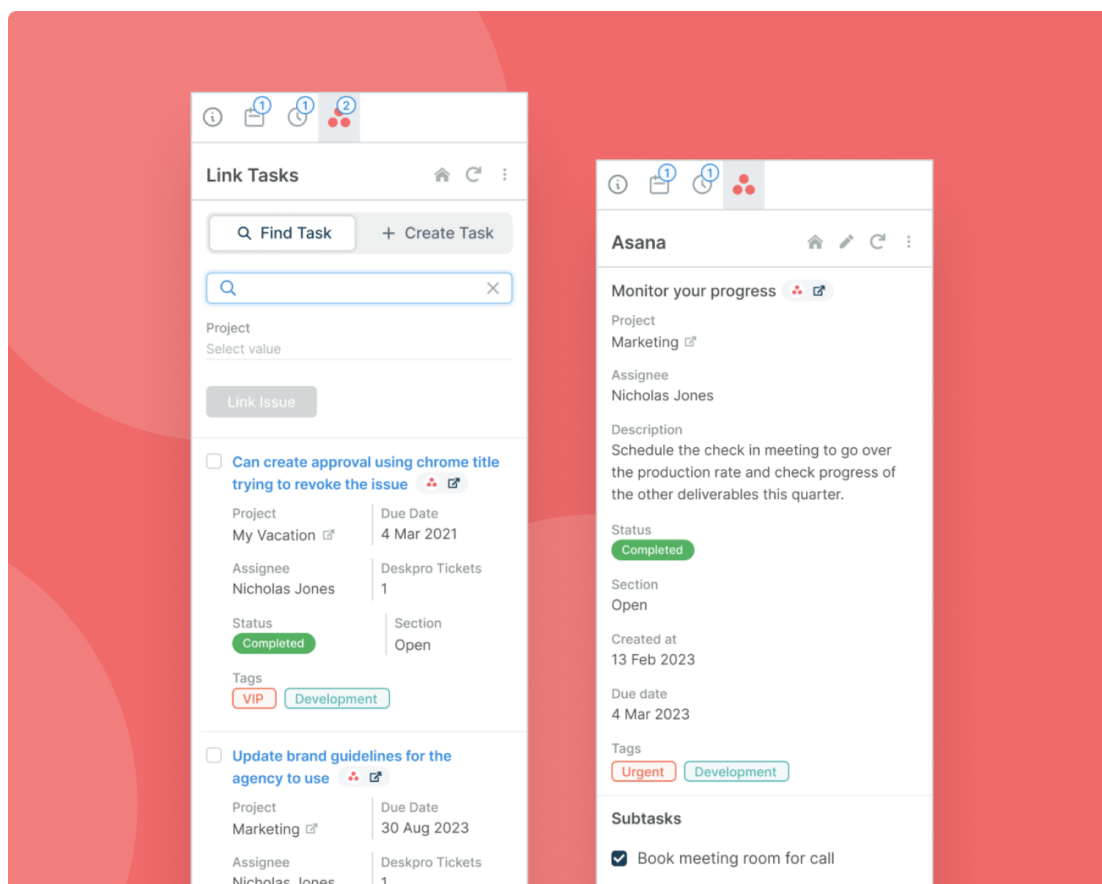 1
1
2
Link Tasks
Find Task
Create Task
Project
Select value
Link Issue
Can create approval using chrome title
trying to revoke the issue
Project
Due Date
My Vacation
4 Mar 2021
Assignee
Deskpro Tickets
Nicholas Jones
1
Status
Section
Completed
Open
Tags
VIP
Development
Update brand guidelines for the
agency to use
Project
Due Date
Marketing
30 Aug 2023
Assignee
Deskpro Tickets
Nicholas Jones
1
1
1
Asana
Monitor your progress
Project
Marketing
Assignee
Nicholas Jones
Description
Schedule the check in meeting to go over
the production rate and check progress of
the other deliverables this quarter.
Status
Completed
Section
Open
Created at
13 Feb 2023
Due date
4 Mar 2023
Tags
Urgent
Development
Subtasks
Book meeting room for call